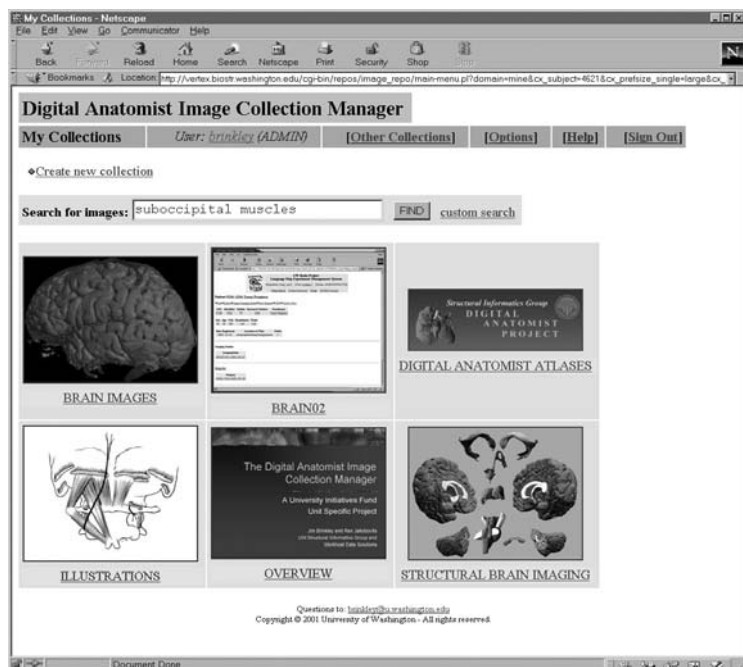 My Collections - Netscape
File Edit View Go Communicator Help
Back Forward Reload Home Search Netscape Print Security Shop Stop
Bookmarks Location: http://vertex.biostr.washington.edu/cgi-bin/repos/image_repo/main-menu.pl?domain=mine&cx_subject=4621&cx_prefsize_single=large&cx_
N
Digital Anatomist Image Collection Manager
My Collections User: brinkley (ADMIN) [Other Collections] [Options] [Help] [Sign Out]
Create new collection
Search for images: suboccipital muscles FIND custom search
Structural Informatics Group
DIGITAL
ANATOMIST
PROJECT
BRAIN IMAGES
BRAIN02
DIGITAL ANATOMIST ATLASES
The Digital Anatomist Image
Collection Manager
A University Initiatives Fund
Unit Specific Project
ILLUSTRATIONS
OVERVIEW
STRUCTURAL BRAIN IMAGING
Questions to: brinkley@u.washington.edu
Copyright © 2001 University of Washington - All rights reserved
Document Done